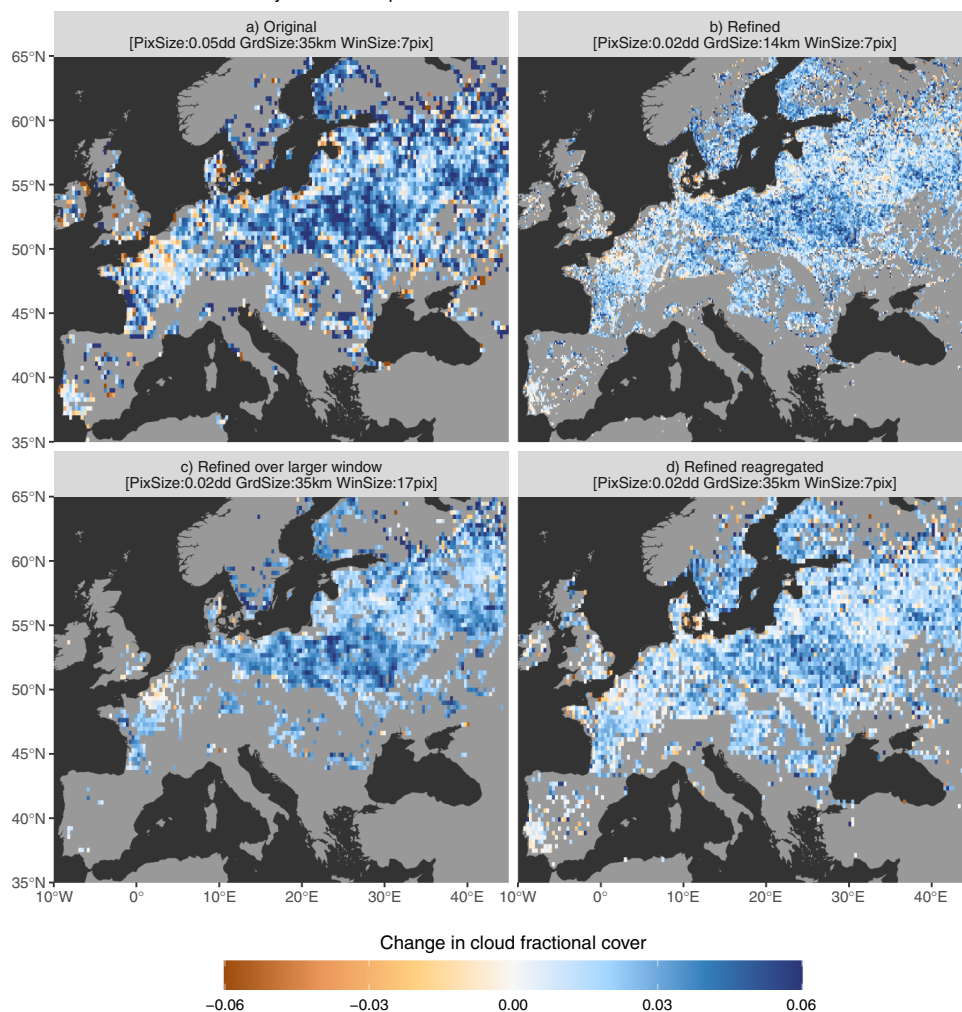 a) Original
[PixSize:0.05dd GrdSize:35km WinSize:7pix]
b) Refined
[PixSize:0.02dd GrdSize:14km WinSize:7pix]
65°N
60°N
55°N
50°N
45°N
40°N
35°N
c) Refined over larger window
[PixSize:0.02dd GrdSize:35km WinSize:17pix]
d) Refined reagregated
[PixSize:0.02dd GrdSize:35km WinSize:7pix]
65°N
60°N
55°N
50°N
45°N
40°N
35°N
10°W 0° 10°E 20°E 30°E 40°E 10°W 0° 10°E 20°E 30°E 40°E
Change in cloud fractional cover
−0.06 −0.03 0.00 0.03 0.06